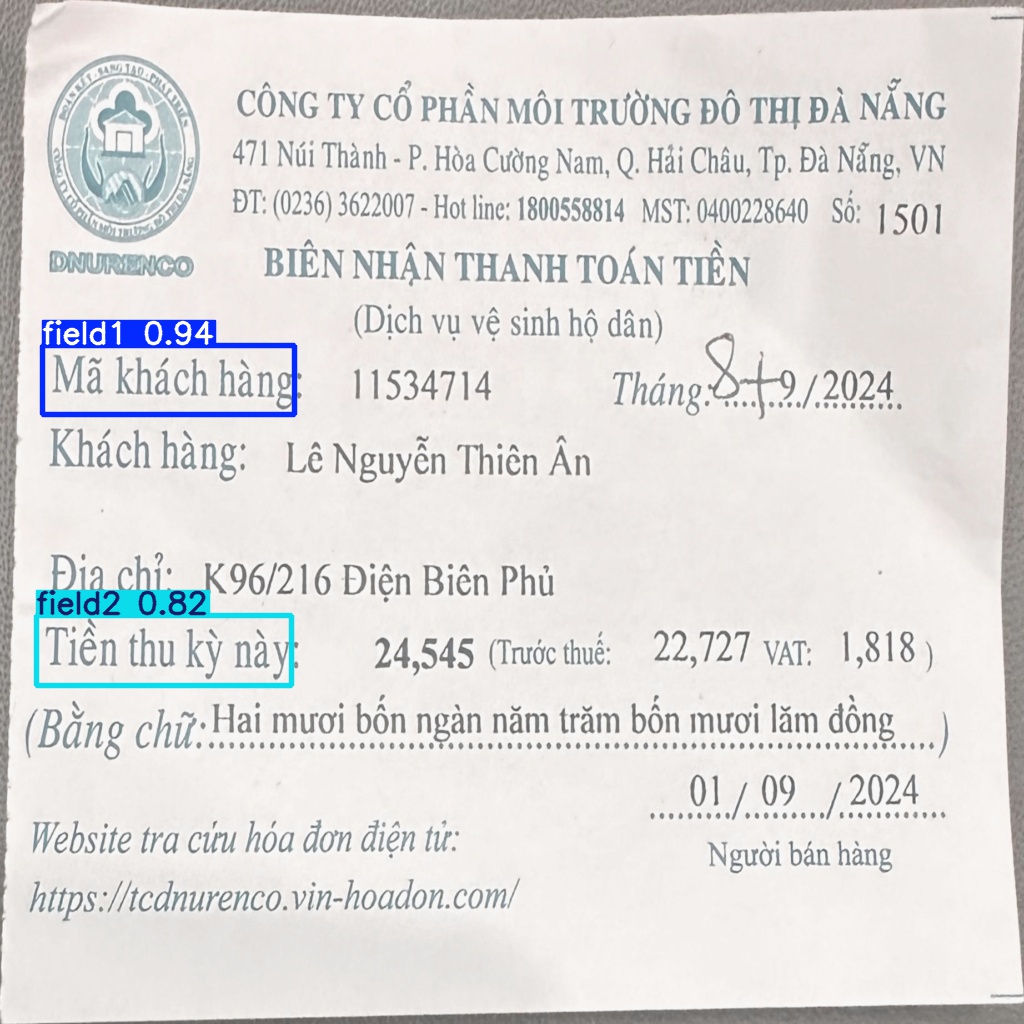 CÔNG TY CỔ PHẦN MÔI TRƯỜNG ĐÔ THỊ ĐÀ NẴNG
471 Núi Thành - P. Hòa Cường Nam, Q. Hải Châu, Tp. Đà Nẵng, VN
ĐT: (0236) 3622007 - Hot line: 1800558814 MST: 0400228640 Số: 1501
DNURENCO
BIÊN NHẬN THANH TOÁN TIỀN
(Dịch vụ vệ sinh hộ dân)
field1 0.94
Mã khách hàng: 11534714 Tháng: 8+9/2024
Khách hàng: Lê Nguyễn Thiên Ân
Địa chỉ: K96/216 Điện Biên Phủ
field2 0.82
Tiền thu kỳ này: 24,545 (Trước thuế: 22,727 VAT: 1,818 )
(Bằng chữ: Hai mươi bốn ngàn năm trăm bốn mươi lăm đồng )
01 / 09 / 2024
Người bán hàng
Website tra cứu hóa đơn điện tử:
https://tcdnurenco.vin-hoadon.com/